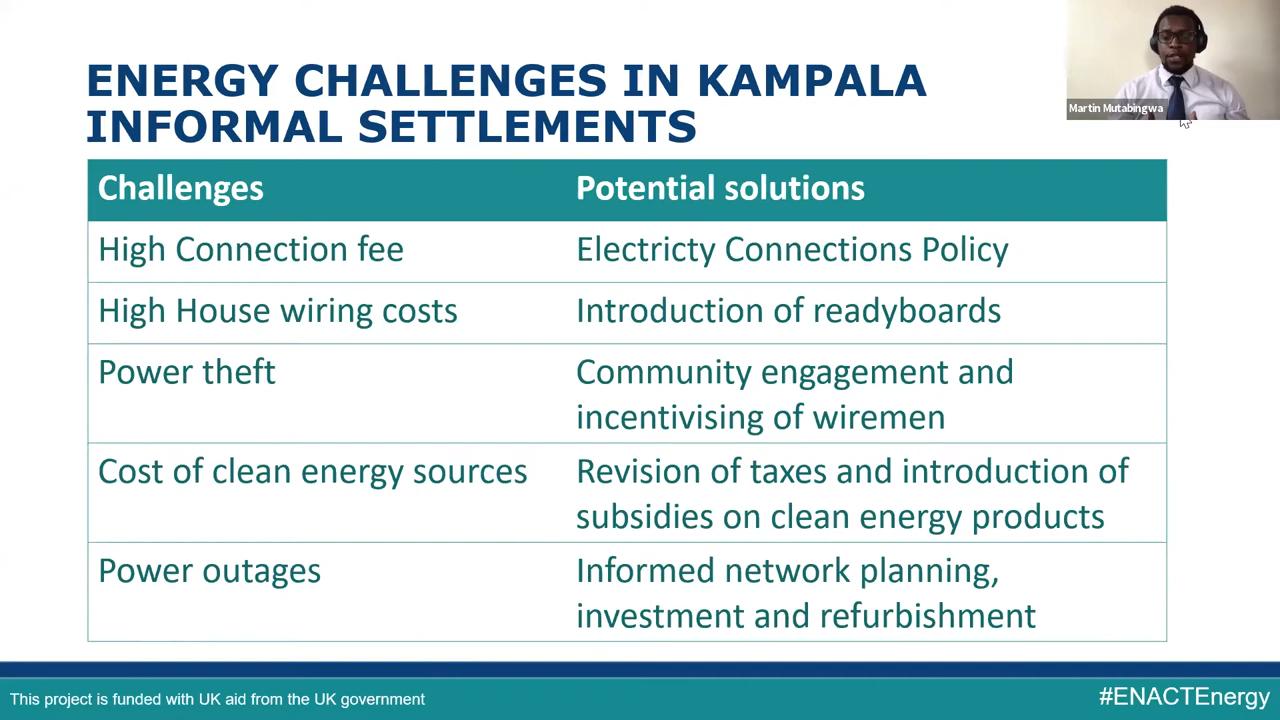 ENERGY CHALLENGES IN KAMPALA
INFORMAL SETTLEMENTS
Martin Mutabingwa
Challenges
Potential solutions
High Connection fee
Electricty Connections Policy
High House wiring costs
Introduction of readyboards
Power theft
Community engagement and
incentivising of wiremen
Cost of clean energy sources
Revision of taxes and introduction of
subsidies on clean energy products
Power outages
Informed network planning,
investment and refurbishment
This project is funded with UK aid from the UK government
#ENACTEnergy